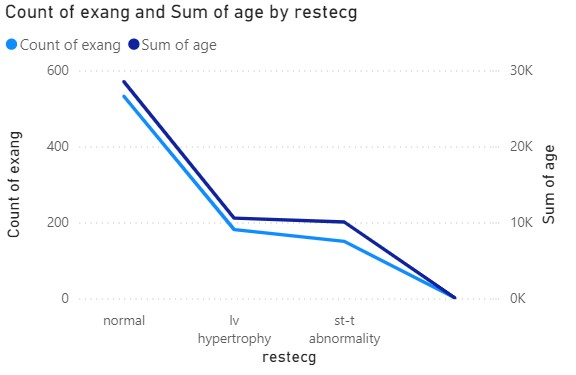 Count of exang and Sum of age by restecg
Count of exang Sum of age
600
400
200
0
Count of exang
30K
20K
10K
0K
Sum of age
normal
lv
hypertrophy
st-t
abnormality
restecg